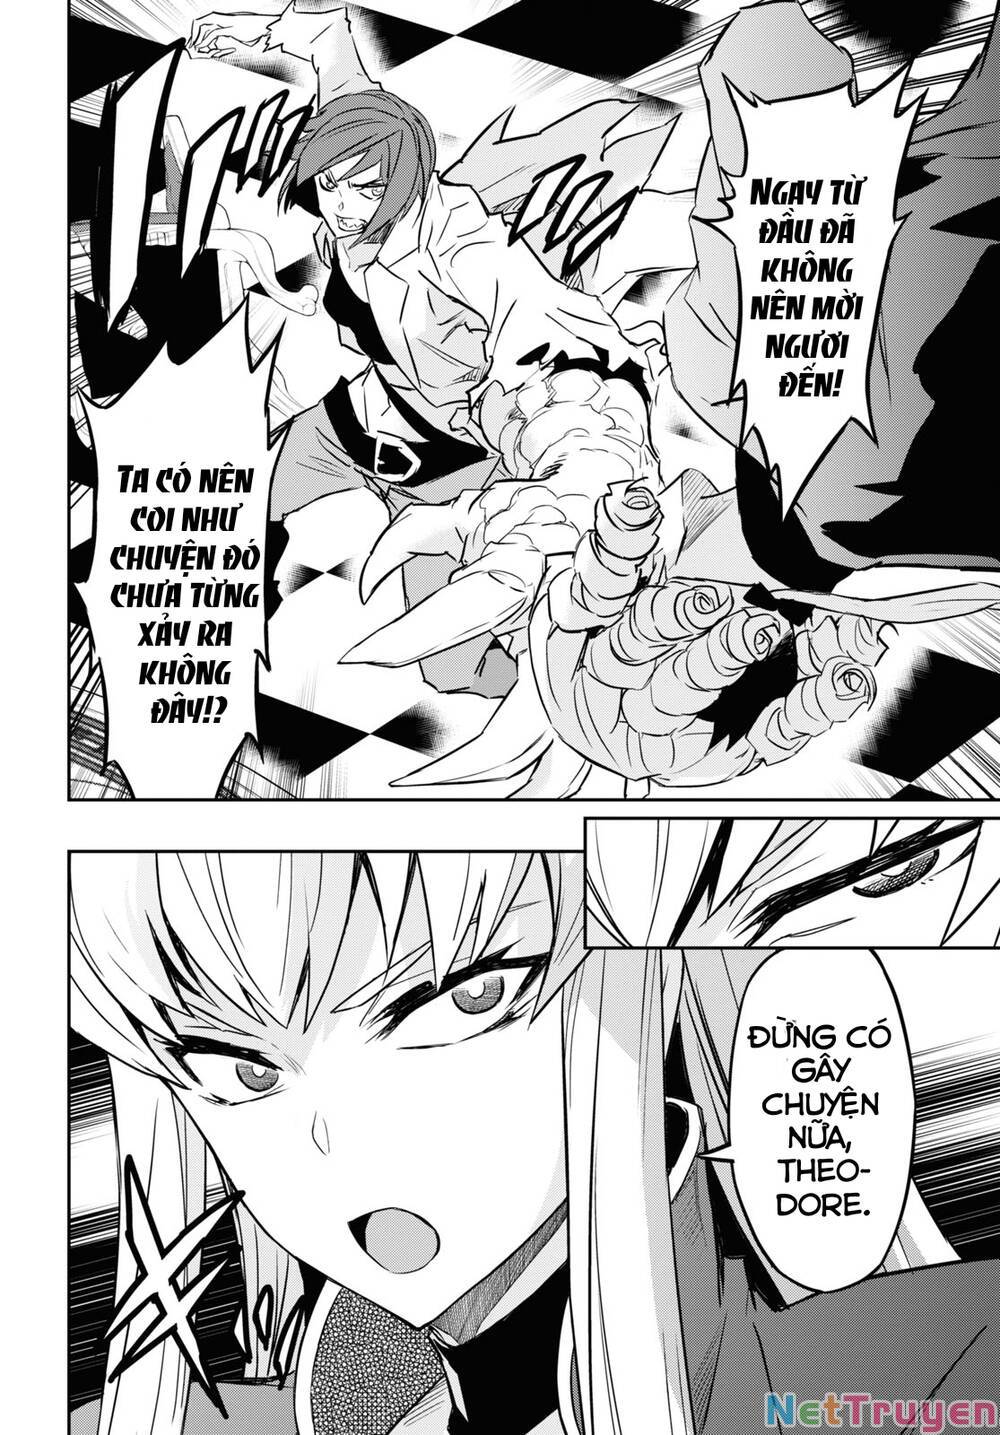 NGAY TỪ
ĐẦU ĐÃ
KHÔNG
NÊN MỜI
NGƯƠI
ĐẾN!
TA CÓ NÊN
COI NHƯ
CHUYỆN ĐÓ
CHƯA TỪNG
XẢY RA
KHÔNG
ĐÂY!?
ĐỪNG CÓ
GÂY
CHUYỆN
NỮA,
THEO-
DORE.
NetTruyen